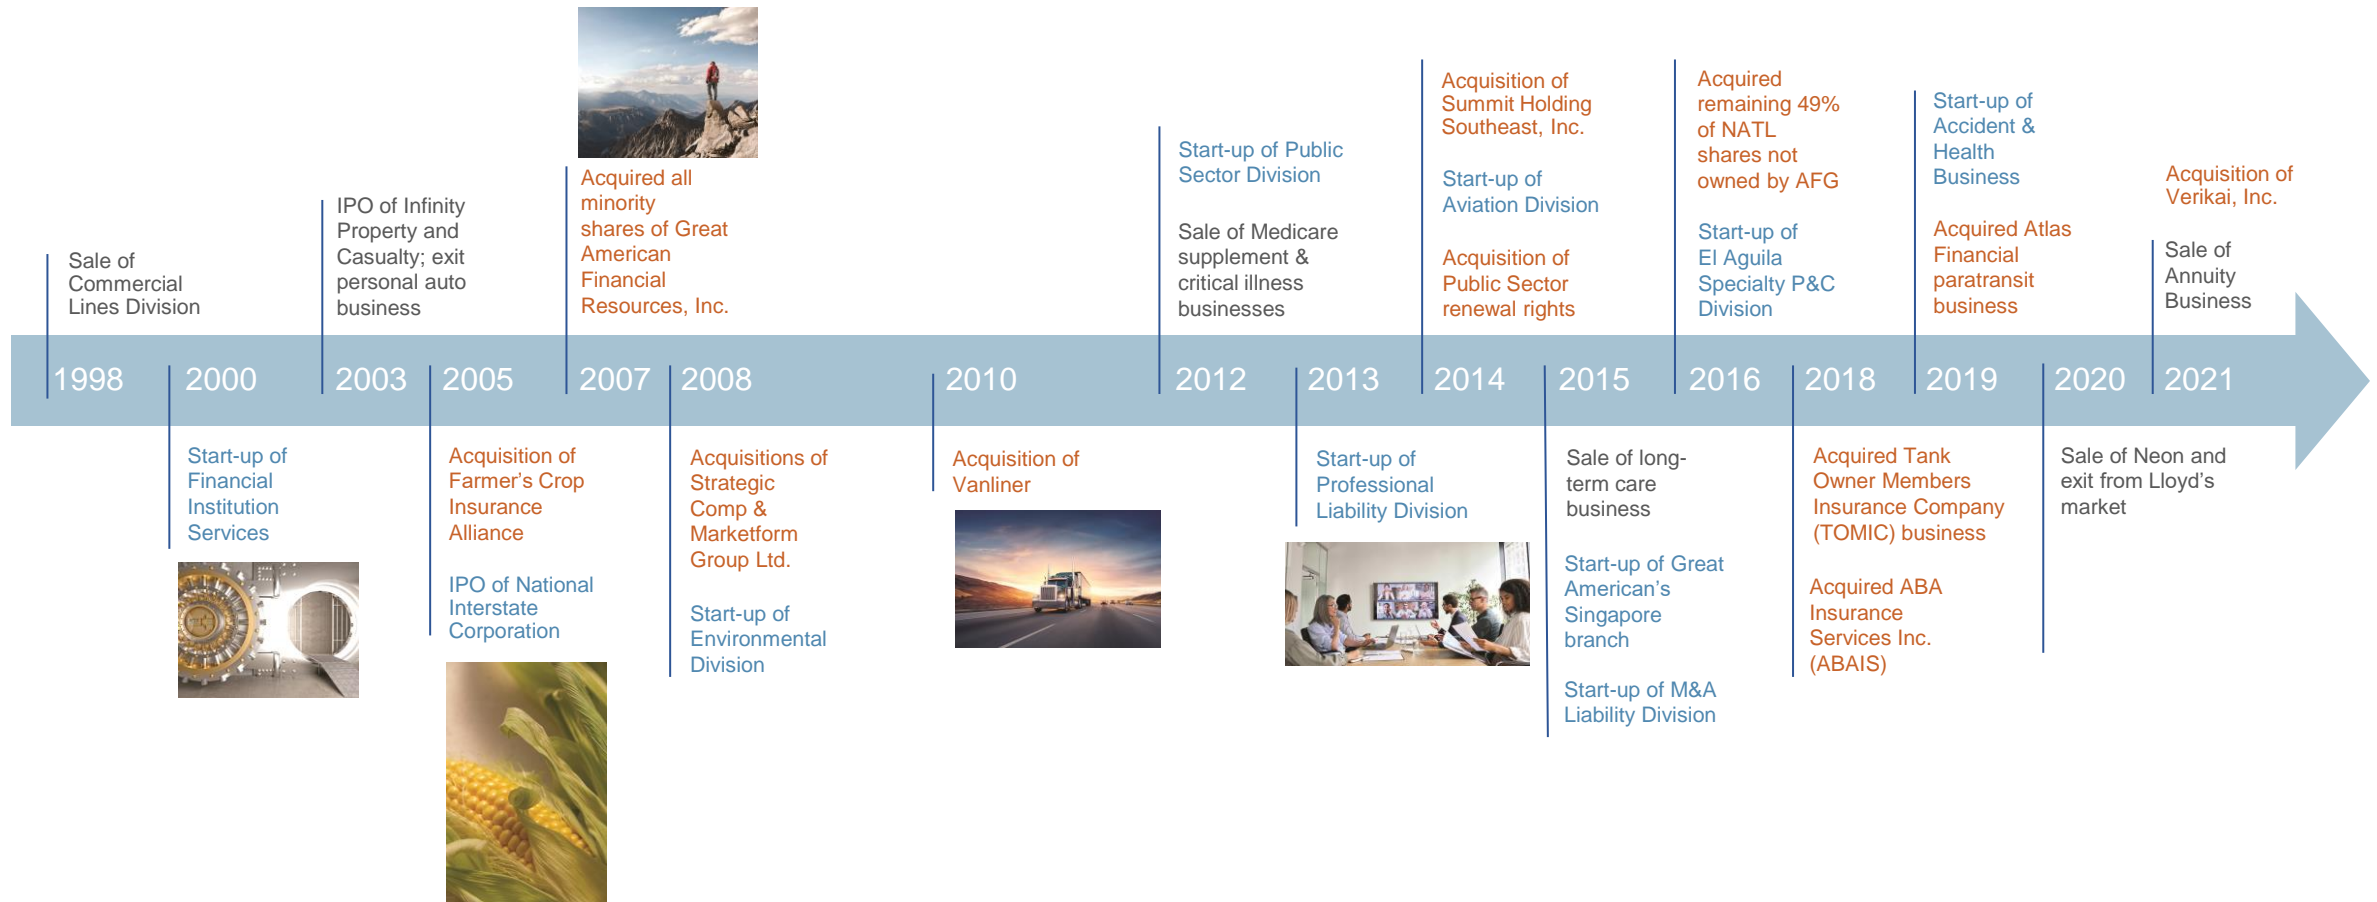 Sale of
Commercial
Lines Division
IPO of Infinity
Property and
Casualty; exit
personal auto
business
Acquired all
minority
shares of Great
American
Financial
Resources, Inc.
Start-up of Public
Sector Division
Sale of Medicare
supplement &
critical illness
businesses
Acquisition of
Summit Holding
Southeast, Inc.
Start-up of
Aviation Division
Acquisition of
Public Sector
renewal rights
Acquired
remaining 49%
of NATL
shares not
owned by AFG
Start-up of
El Aguila
Specialty P&C
Division
Start-up of
Accident &
Health
Business
Acquired Atlas
Financial
paratransit
business
Acquisition of
Verikai, Inc.
Sale of
Annuity
Business
1998 2000 2003 2005 2007 2008 2010 2012 2013 2014 2015 2016 2018 2019 2020 2021
Start-up of
Financial
Institution
Services
Acquisition of
Farmer's Crop
Insurance
Alliance
IPO of National
Interstate
Corporation
Acquisitions of
Strategic
Comp &
Marketform
Group Ltd.
Start-up of
Environmental
Division
Acquisition of
Vanliner
Start-up of
Professional
Liability Division
Sale of long-
term care
business
Start-up of Great
American's
Singapore
branch
Start-up of M&A
Liability Division
Acquired Tank
Owner Members
Insurance Company
(TOMIC) business
Acquired ABA
Insurance
Services Inc.
(ABAIS)
Sale of Neon and
exit from Lloyd's
market